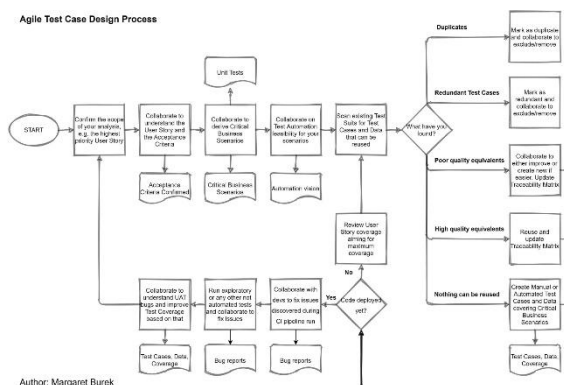 Agile Test Case Design Process
Duplicates
Mark as duplicate
and collaborate to
exclude/remove
Unit Tests
Redundant Test Cases
Mark as
redundant and
collaborate to
exclude/remove
START
Confirm the scope
of your analysis,
e.g. the highest
priority User Story
Collaborate to
understand the
User Story and
the Acceptance
Criteria
Collaborate to
derive Critical
Business
Scenarios
Collaborate on
Test Automation
feasibility for your
scenarios
Scan existing Test
Suits for Test
Cases and Data
that can be
reused
What have you
found?
Acceptance
Criteria Confirmed
Critical Business
Scenarios
Automation vision
Poor quality equivalents
Collaborate to
either improve or
create new if
easier. Update
Traceability Matrix
High quality equivalents
Reuse and
update
Traceability Matrix
Review User
Story coverage
aiming for
maximum
coverage
No
Collaborate to
understand UAT
Bugs and improve
Test Coverage
based on that
Run exploratory
or any other not
automated tests
and collaborate to
fix issues
Collaborate with
devs to fix issues
discovered during
CI pipeline run
Yes
Code deployed
yet?
Nothing can be reused
Create Manual or
Automated Test
Cases and Data
covering Critical
Business
Scenarios
Test Cases, Data,
Coverage
Bug reports
Bug reports
Test Cases, Data,
Coverage
Author: Margaret Burek